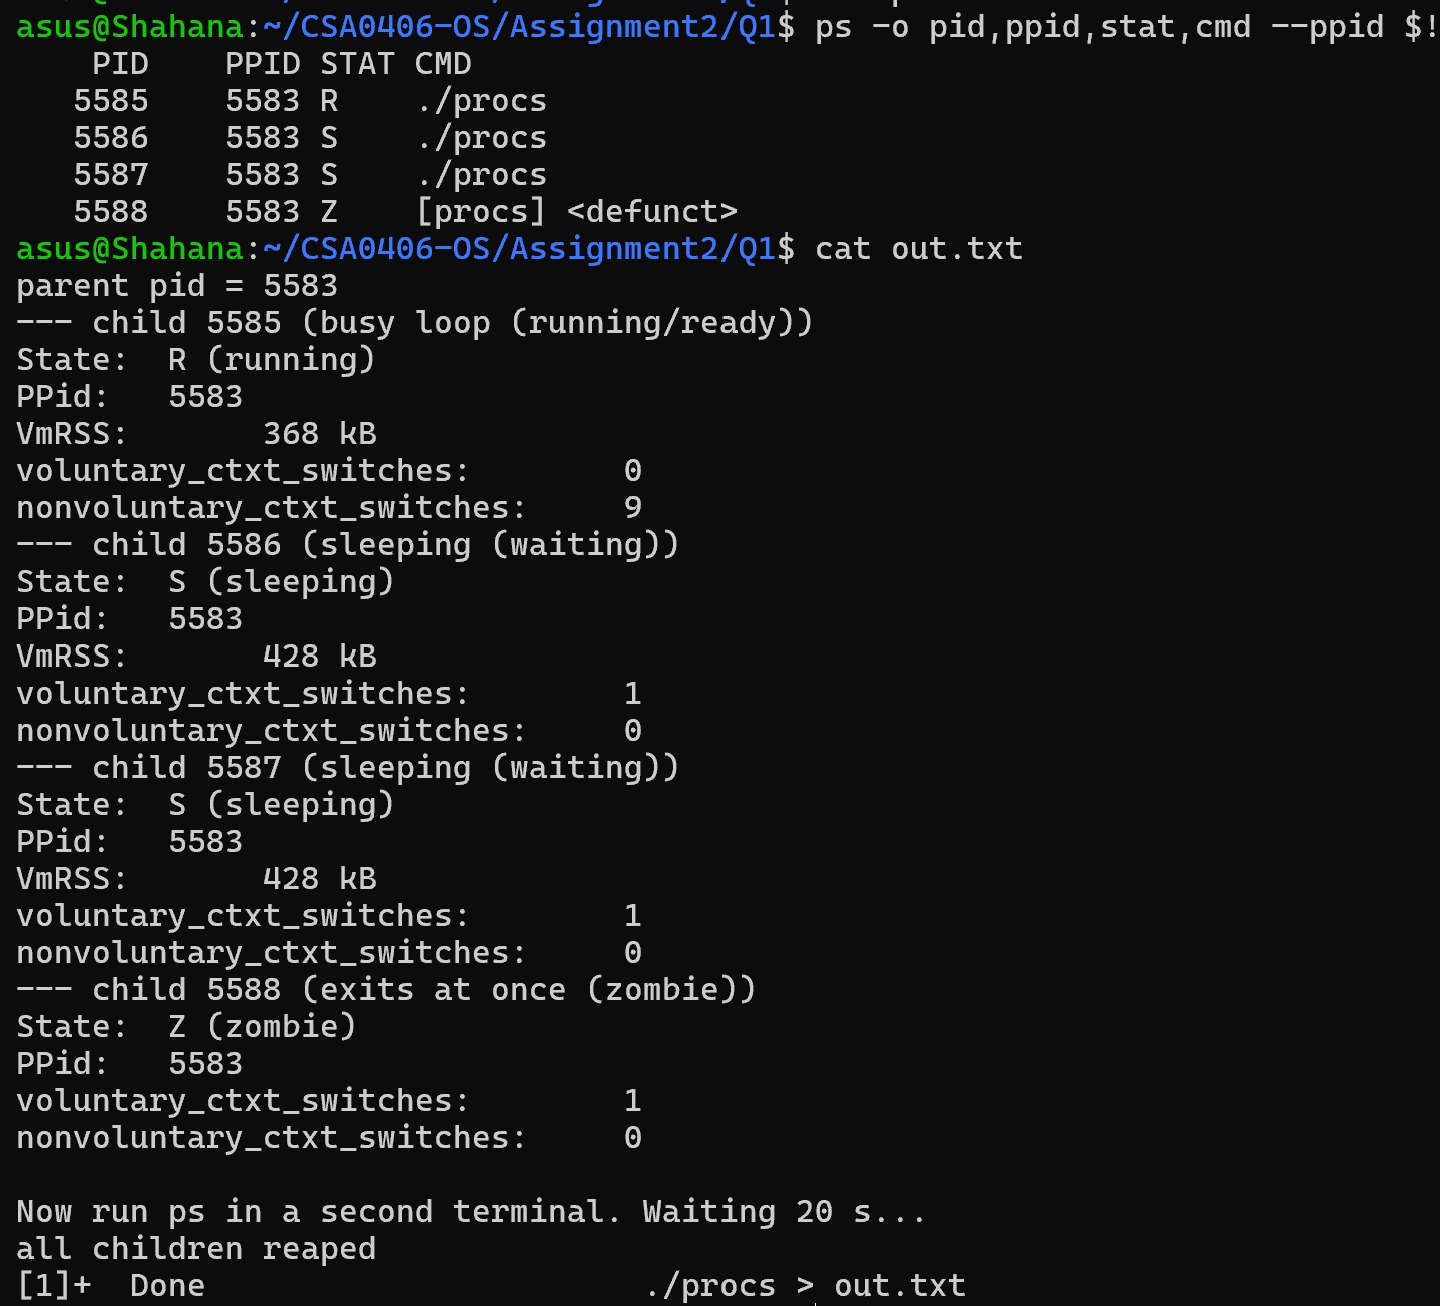 asus@Shahana:~/CSA0406-OS/Assignment2/Q1$ ps -o pid,ppid,stat,cmd --ppid $!
    PID    PPID STAT CMD
   5585    5583 R    ./procs
   5586    5583 S    ./procs
   5587    5583 S    ./procs
   5588    5583 Z    [procs] <defunct>
asus@Shahana:~/CSA0406-OS/Assignment2/Q1$ cat out.txt
parent pid = 5583
--- child 5585 (busy loop (running/ready))
State:  R (running)
PPid:   5583
VmRSS:       368 kB
voluntary_ctxt_switches:        0
nonvoluntary_ctxt_switches:     9
--- child 5586 (sleeping (waiting))
State:  S (sleeping)
PPid:   5583
VmRSS:       428 kB
voluntary_ctxt_switches:        1
nonvoluntary_ctxt_switches:     0
--- child 5587 (sleeping (waiting))
State:  S (sleeping)
PPid:   5583
VmRSS:       428 kB
voluntary_ctxt_switches:        1
nonvoluntary_ctxt_switches:     0
--- child 5588 (exits at once (zombie))
State:  Z (zombie)
PPid:   5583
voluntary_ctxt_switches:        1
nonvoluntary_ctxt_switches:     0

Now run ps in a second terminal. Waiting 20 s...
all children reaped
[1]+  Done                    ./procs > out.txt